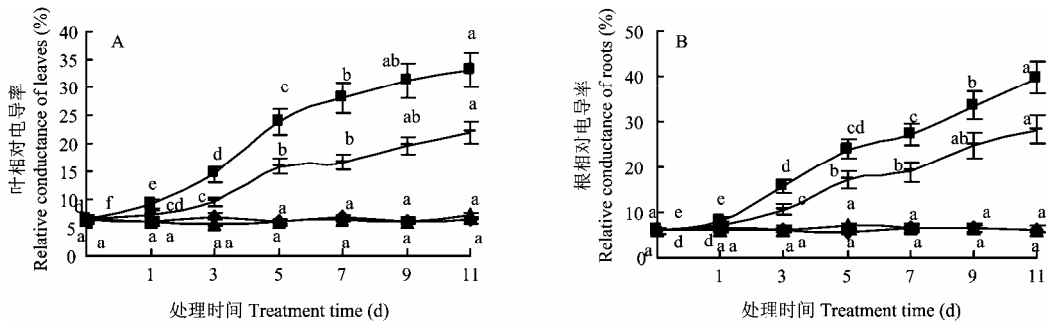 A
叶相对电导率
Relative conductance of leaves (%)
40
35
30
25
20
15
10
5
0
a
ab
b
c
a
d
ab
b
b
e
c
d f
cd
a a a a
a a a a a a a a a
1 3 5 7 9 11
处理时间 Treatment time (d)
B
根相对电导率
Relative conductance of roots (%)
50
40
30
20
10
0
a
b
c
cd
a
d
ab
b
b
e
c
a e
d d
a a a a
a a a a a a a a
1 3 5 7 9 11
处理时间 Treatment time (d)